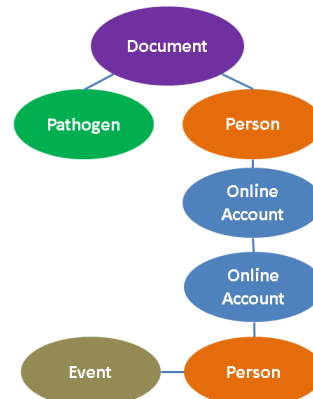 Document
Pathogen
Person
Online
Account
Online
Account
Event
Person